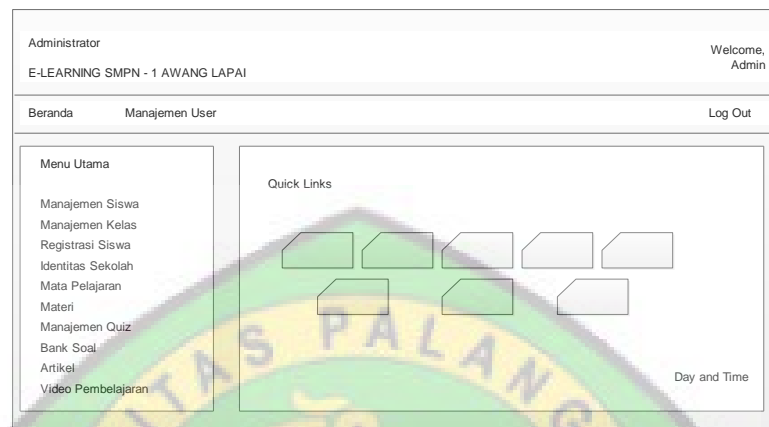 Administrator
Welcome,
Admin
E-LEARNING SMPN - 1 AWANG LAPAI
Beranda
Manajemen User
Log Out
Menu Utama
Manajemen Siswa
Manajemen Kelas
Registrasi Siswa
Identitas Sekolah
Mata Pelajaran
Materi
Manajemen Quiz
Bank Soal
Artikel
Video Pembelajaran
Quick Links
Day and Time
ITAS PALANG